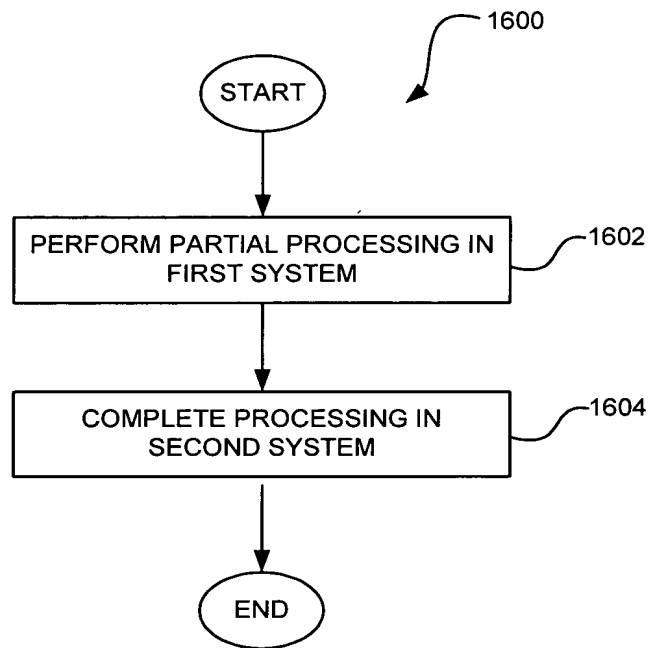 1600
START
PERFORM PARTIAL PROCESSING IN
FIRST SYSTEM
1602
COMPLETE PROCESSING IN
SECOND SYSTEM
1604
END